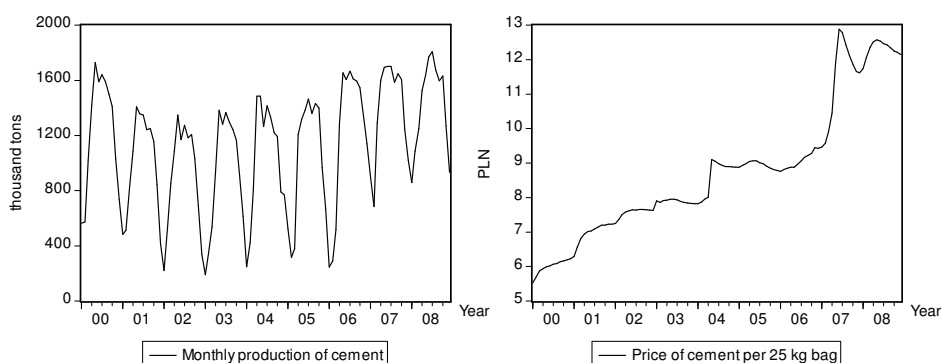 2000
1600
1200
800
400
0
thousand tons
00 01 02 03 04 05 06 07 08
Year
Monthly production of cement
13
12
11
10
9
8
7
6
5
PLN
00 01 02 03 04 05 06 07 08
Year
Price of cement per 25 kg bag